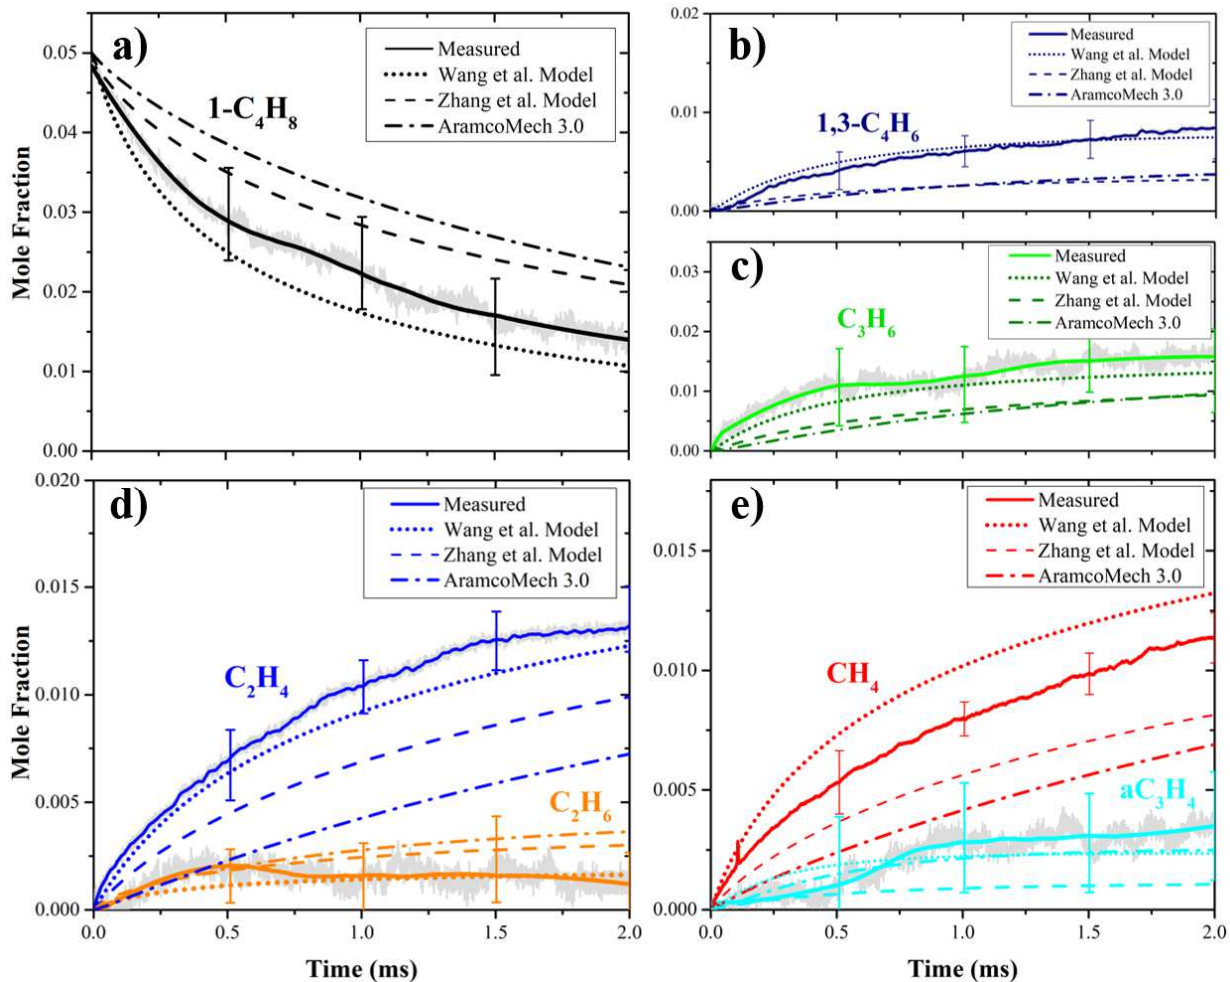 a)
Measured
Wang et al. Model
Zhang et al. Model
AramcoMech 3.0
1-C₄H₈
0.05
0.04
0.03
0.02
0.01
0.00
Mole Fraction
b)
Measured
Wang et al. Model
Zhang et al. Model
AramcoMech 3.0
1,3-C₄H₆
0.02
0.01
0.00
c)
Measured
Wang et al. Model
Zhang et al. Model
AramcoMech 3.0
C₃H₆
0.03
0.02
0.01
0.00
d)
Measured
Wang et al. Model
Zhang et al. Model
AramcoMech 3.0
C₂H₄
C₂H₆
0.020
0.015
0.010
0.005
0.000
Mole Fraction
0.0 0.5 1.0 1.5 2.0
Time (ms)
e)
Measured
Wang et al. Model
Zhang et al. Model
AramcoMech 3.0
CH₄
aC₃H₄
0.015
0.010
0.005
0.000
0.0 0.5 1.0 1.5 2.0
Time (ms)